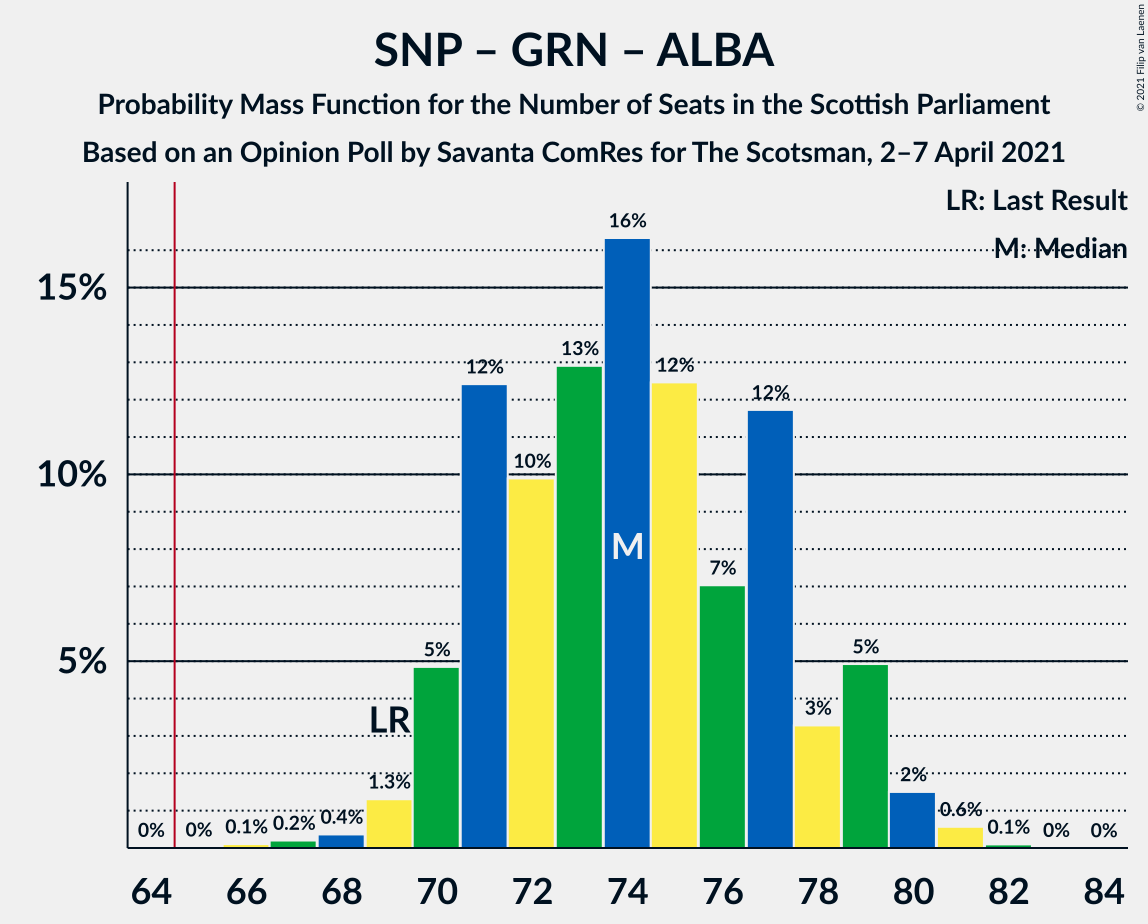 SNP – GRN – ALBA
Probability Mass Function for the Number of Seats in the Scottish Parliament
Based on an Opinion Poll by Savanta ComRes for The Scotsman, 2–7 April 2021
© 2021 Filip van Laenen
LR: Last Result
M: Median
15%
10%
5%
0%
0%
0.1%
0.2%
0.4%
1.3%
LR
5%
12%
10%
13%
16%
M
12%
7%
12%
3%
5%
2%
0.6%
0.1%
0%
0%
64 66 68 70 72 74 76 78 80 82 84